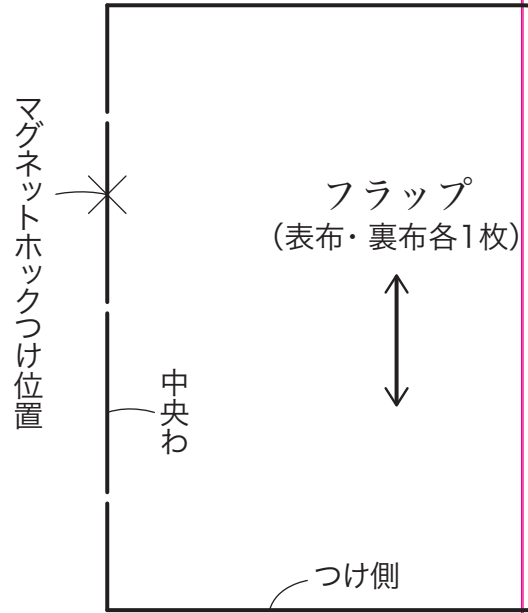 マグネットホックつけ位置
フラップ
（表布・裏布各1枚）
中央わ
つけ側